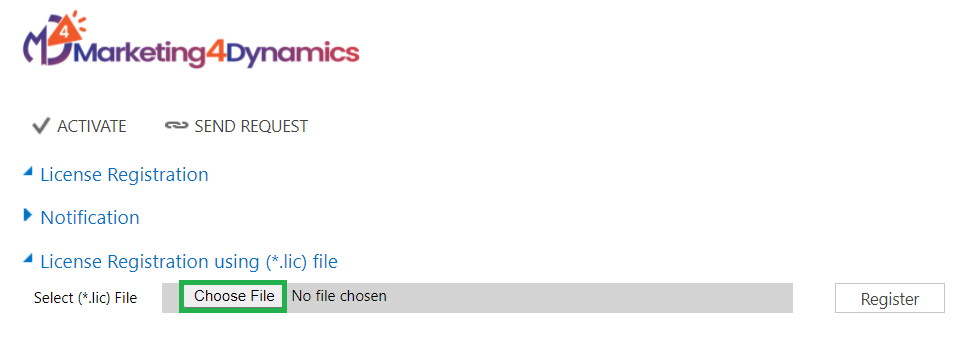 4
Marketing4Dynamics
ACTIVATE SEND REQUEST
License Registration
Notification
License Registration using (*.lic) file
Select (*.lic) File Choose File No file chosen Register